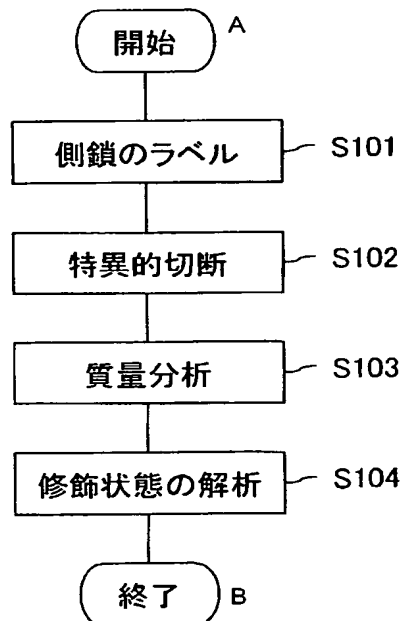 開始 A
側鎖のラベル S101
特異的切断 S102
質量分析 S103
修飾状態の解析 S104
終了 B